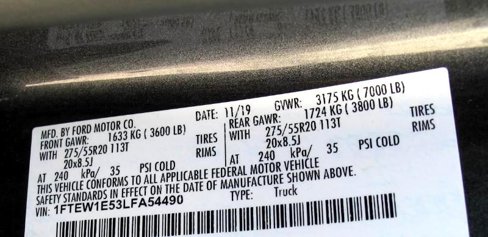 MFD. BY FORD MOTOR CO. DATE: 11/19 GVWR: 3175 KG ( 7000 LB)
FRONT GAWR: 1633 KG ( 3600 LB) REAR GAWR: 1724 KG ( 3800 LB)
WITH 275/55R20 113T TIRES WITH 275/55R20 113T TIRES
20x8.5J RIMS 20x8.5J RIMS
AT 240 kPa/ 35 PSI COLD AT 240 kPa/ 35 PSI COLD
THIS VEHICLE CONFORMS TO ALL APPLICABLE FEDERAL MOTOR VEHICLE
SAFETY STANDARDS IN EFFECT ON THE DATE OF MANUFACTURE SHOWN ABOVE.
VIN: 1FTEW1E53LFA54490 TYPE: Truck